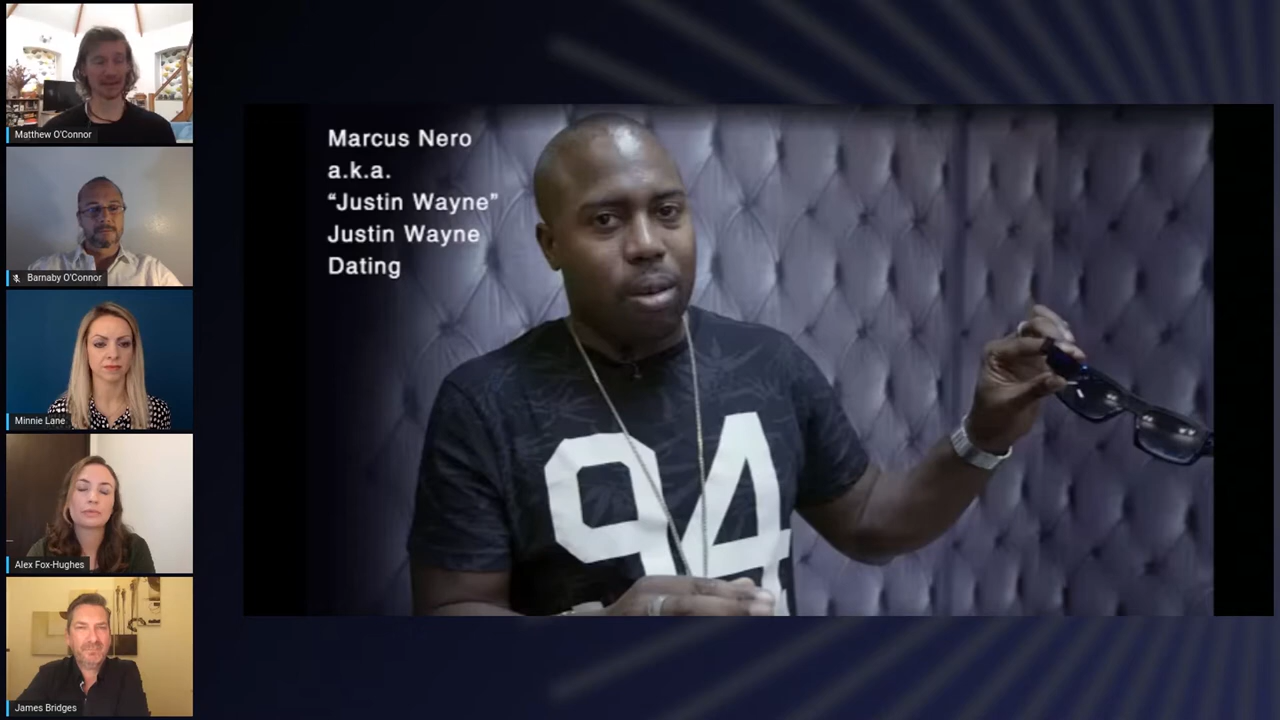 Matthew O'Connor
Barnaby O'Connor
Minnie Lane
Alex Fox-Hughes
James Bridges
Marcus Nero
a.k.a.
“Justin Wayne”
Justin Wayne
Dating
94